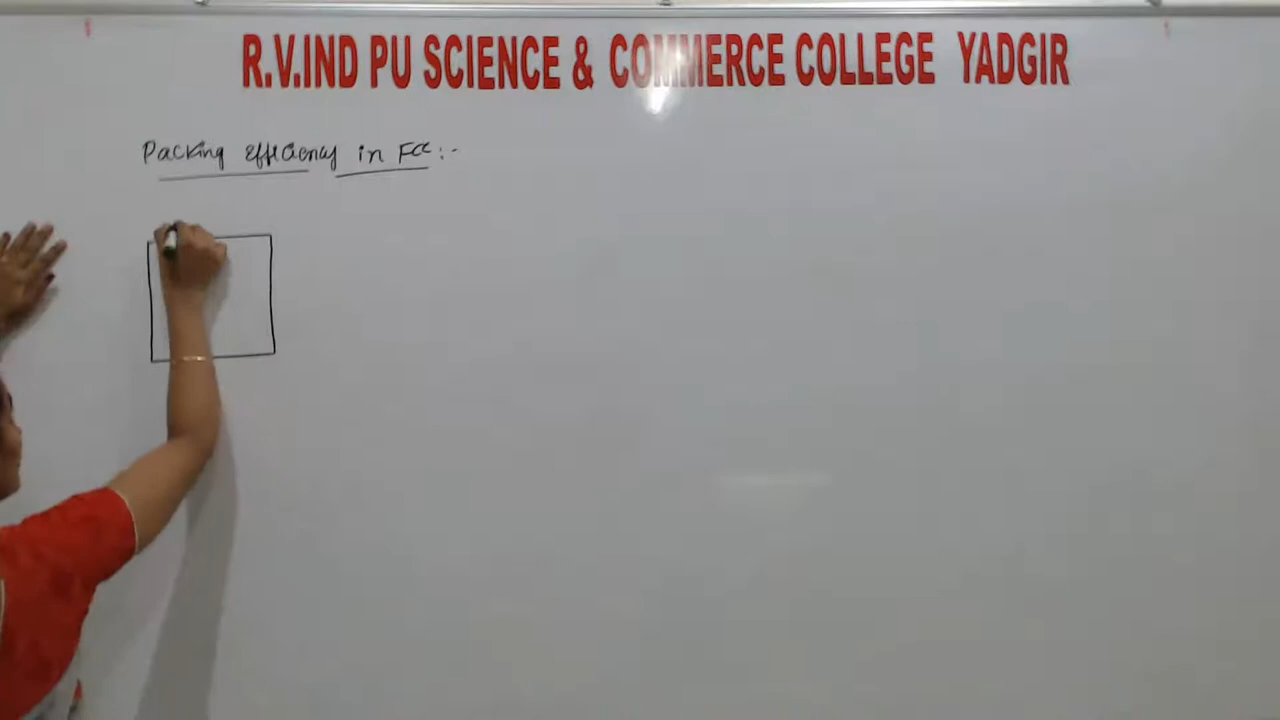 R.V.IND PU SCIENCE & COMMERCE COLLEGE YADGIR
Packing efficiency in FCC:-